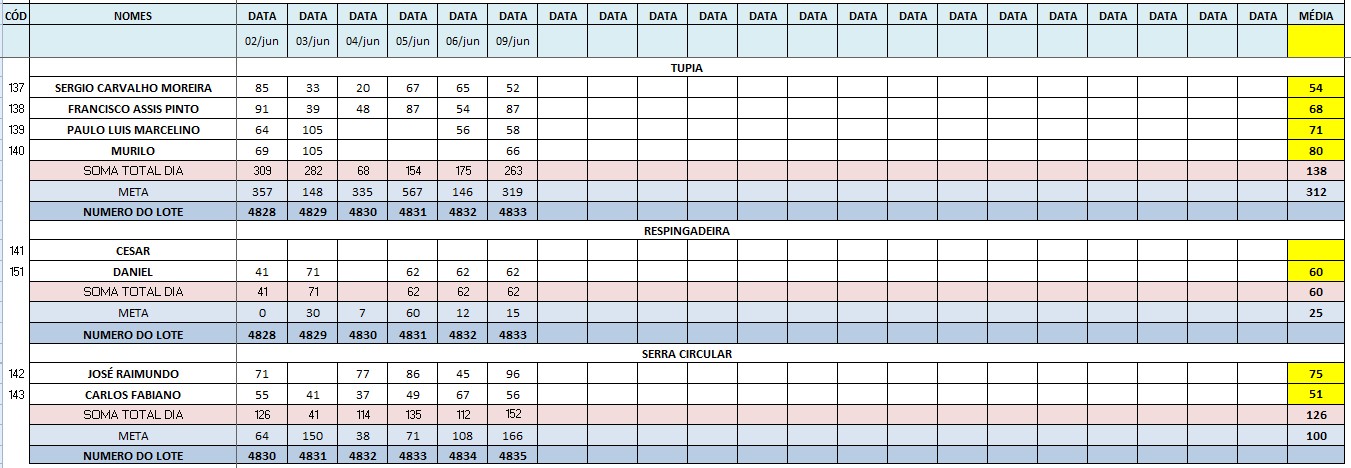 CÓD NOMES DATA DATA DATA DATA DATA DATA DATA DATA DATA DATA DATA DATA DATA DATA DATA DATA DATA DATA DATA DATA DATA MÉDIA
02/jun 03/jun 04/jun 05/jun 06/jun 09/jun
TUPIA
137 SERGIO CARVALHO MOREIRA 85 33 20 67 65 52 54
138 FRANCISCO ASSIS PINTO 91 39 48 87 54 87 68
139 PAULO LUIS MARCELINO 64 105 56 58 71
140 MURILO 69 105 66 80
SOMA TOTAL DIA 309 282 68 154 175 263 138
META 357 148 335 567 146 319 312
NUMERO DO LOTE 4828 4829 4830 4831 4832 4833
RESPINGADEIRA
141 CESAR
151 DANIEL 41 71 62 62 62 60
SOMA TOTAL DIA 41 71 62 62 62 60
META 0 30 7 60 12 15 25
NUMERO DO LOTE 4828 4829 4830 4831 4832 4833
SERRA CIRCULAR
142 JOSÉ RAIMUNDO 71 77 86 45 96 75
143 CARLOS FABIANO 55 41 37 49 67 56 51
SOMA TOTAL DIA 126 41 114 135 112 152 126
META 64 150 38 71 108 166 100
NUMERO DO LOTE 4830 4831 4832 4833 4834 4835